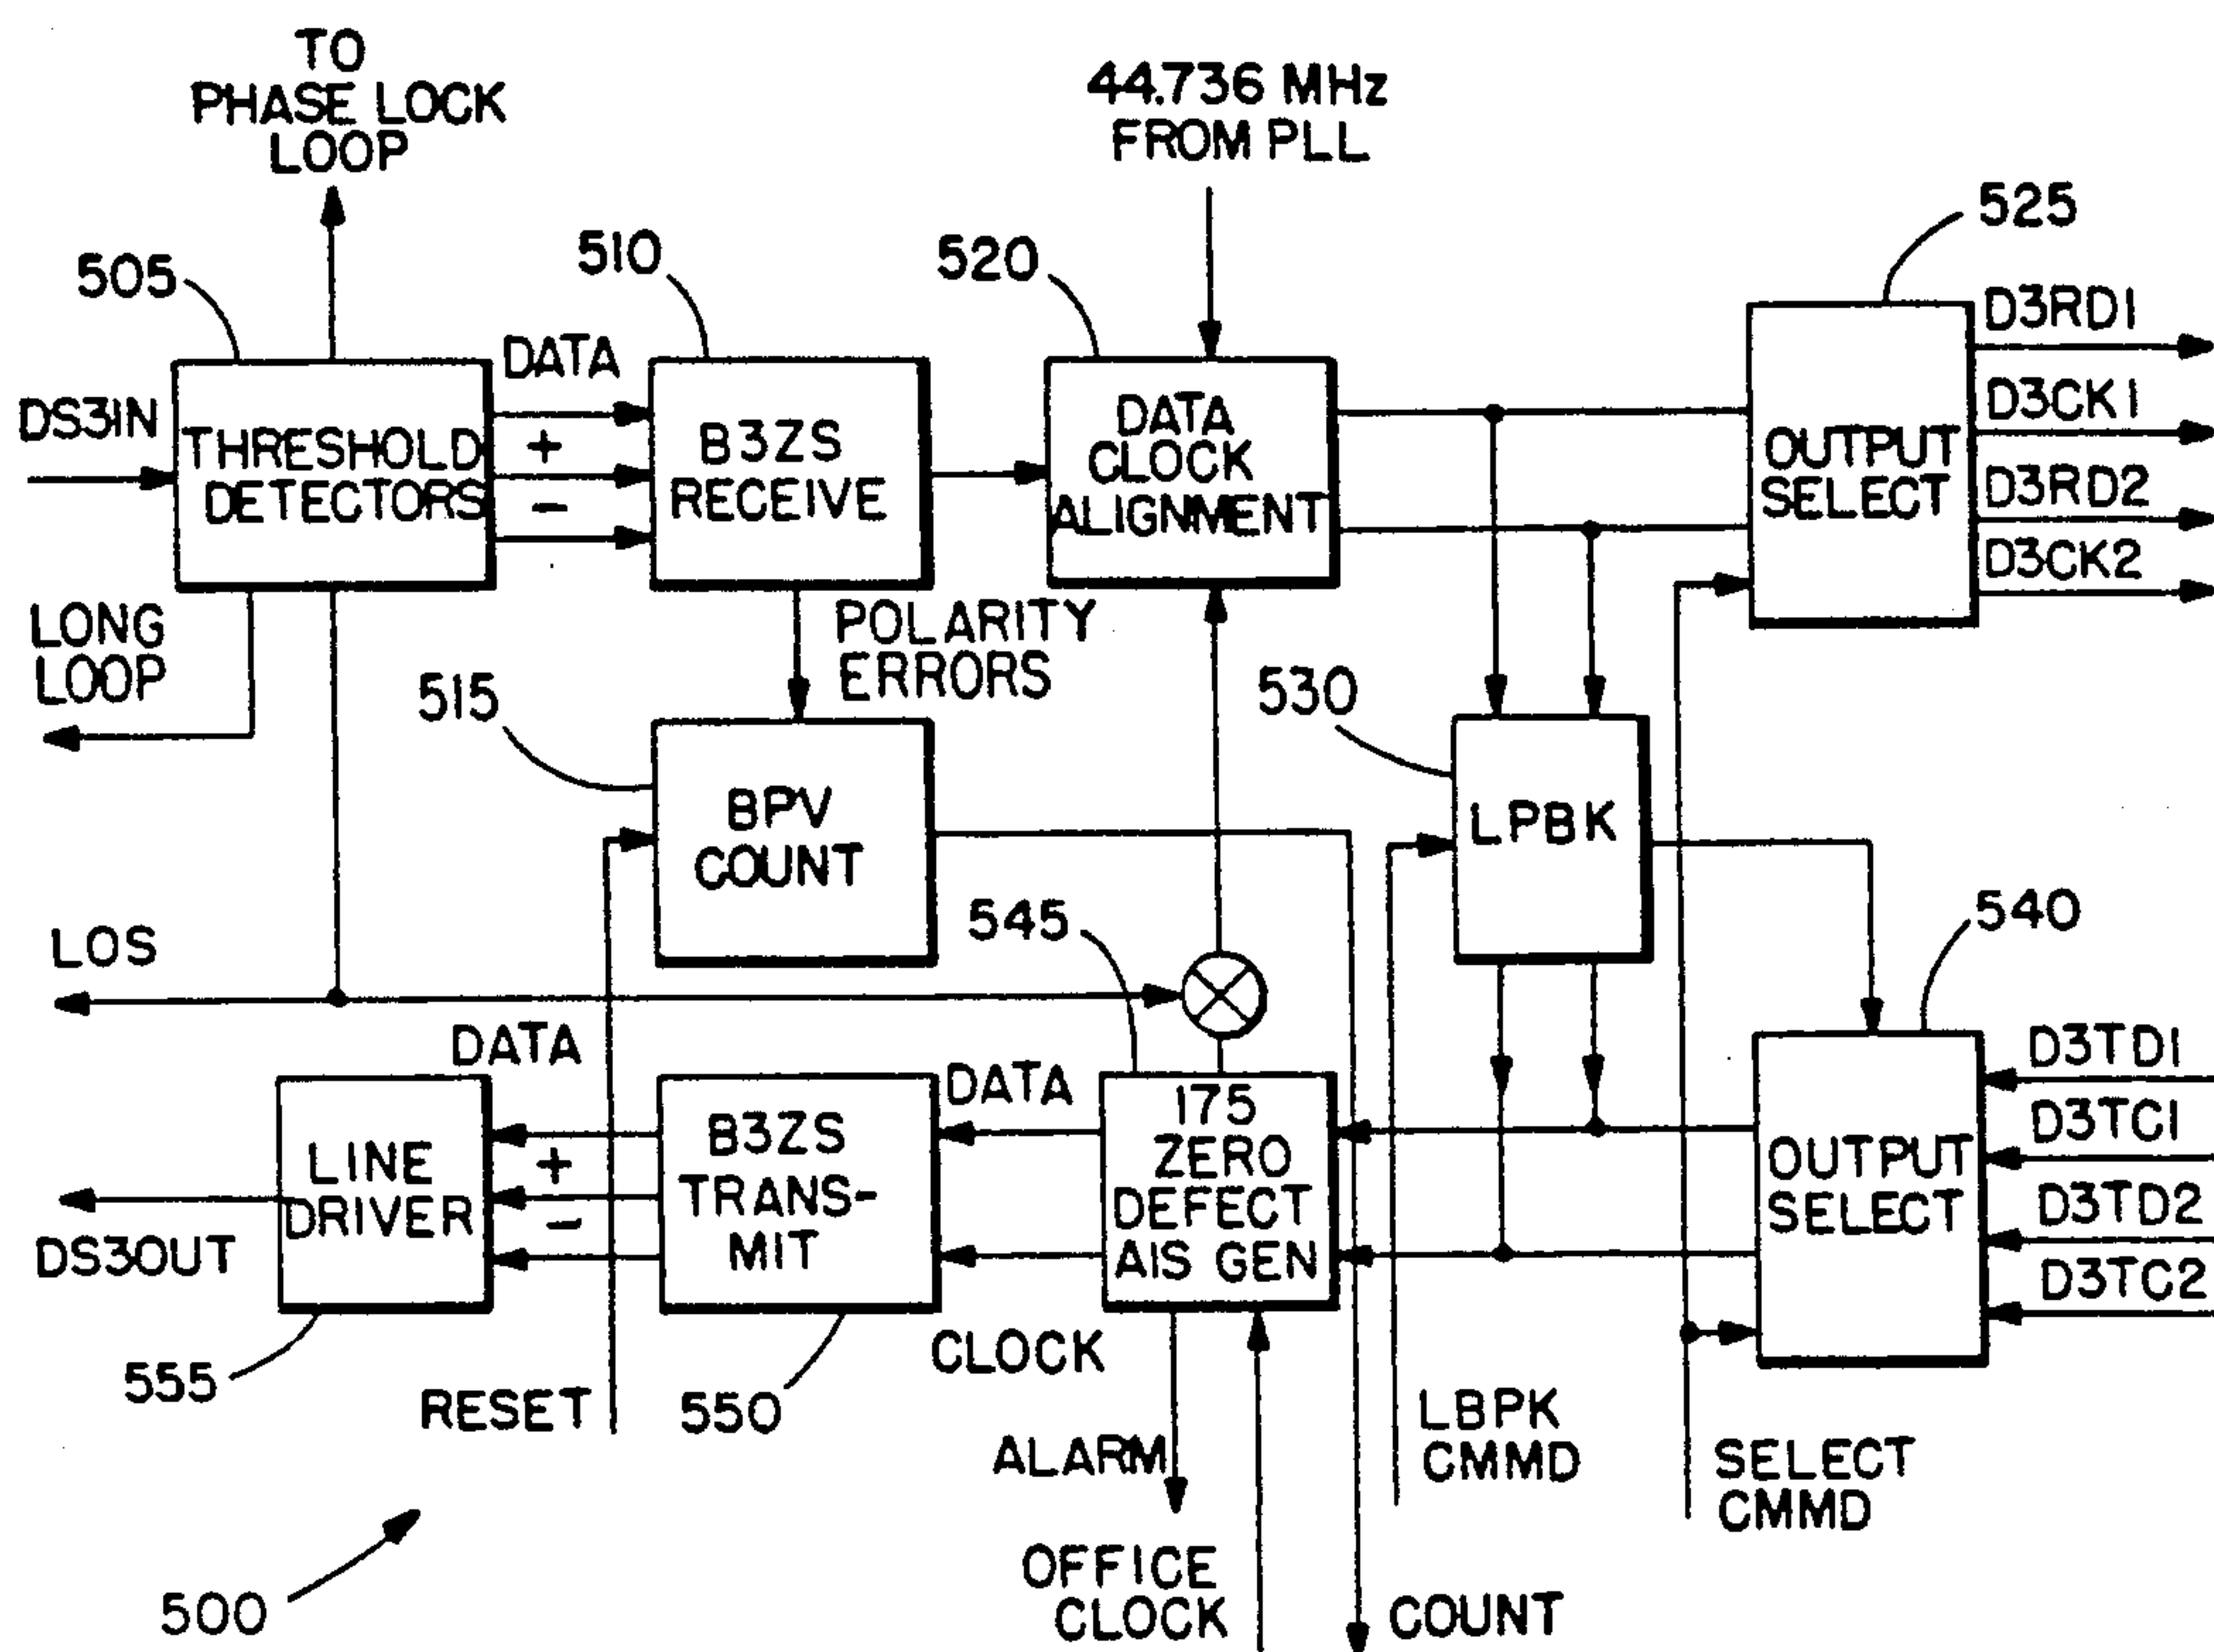 TO
PHASE LOCK
LOOP
44.736 MHz
FROM PLL
525
505
510
520
D3RD1
DATA
D3CK1
DS3IN
THRESHOLD
DETECTORS
+
-
B3ZS
RECEIVE
DATA
CLOCK
ALIGNMENT
OUTPUT
SELECT
D3RD2
D3CK2
LONG
LOOP
POLARITY
ERRORS
515
530
BPV
COUNT
LPBK
545
540
LOS
DATA
DATA
D3TD1
LINE
DRIVER
+
-
B3ZS
TRANS-
MIT
175
ZERO
DEFECT
AIS GEN
OUTPUT
SELECT
D3TC1
D3TD2
D3TC2
DS3OUT
CLOCK
555
RESET
550
ALARM
LBPK
CMMD
SELECT
CMMD
OFFICE
CLOCK
COUNT
500